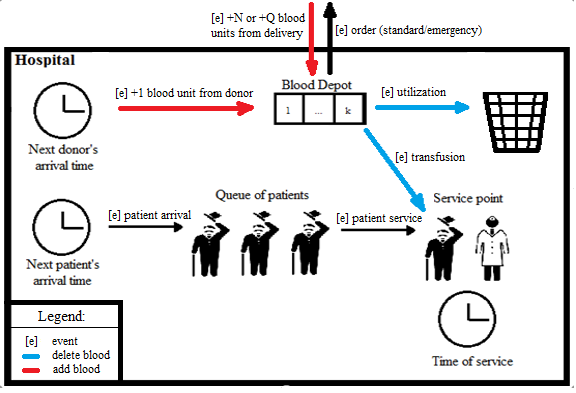 [e] +N or +Q blood
units from delivery
[e] order (standard/emergency)
Hospital
Blood Depot
[e] +1 blood unit from donor
1 ... k
[e] utilization
Next donor's
arrival time
[e] transfusion
Queue of patients
Service point
[e] patient arrival
[e] patient service
Next patient's
arrival time
Legend:
[e] event
delete blood
add blood
Time of service